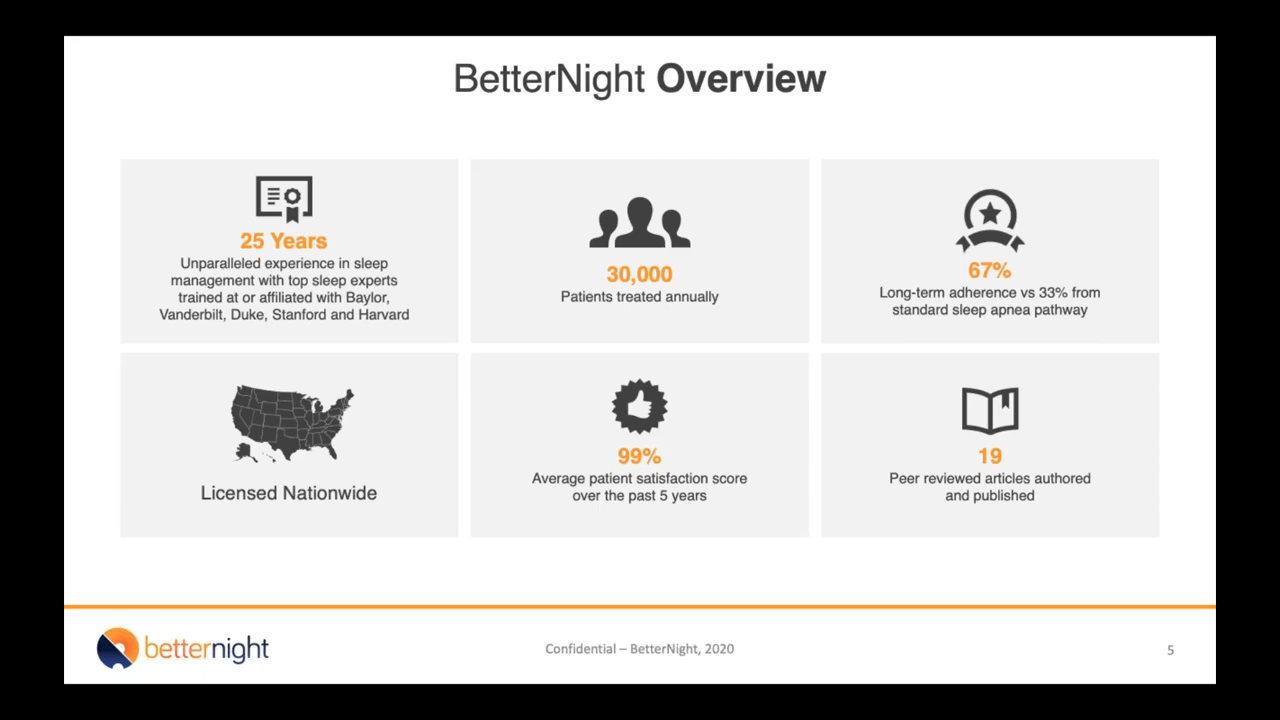 BetterNight Overview
25 Years
Unparalleled experience in sleep
management with top sleep experts
trained at or affiliated with Baylor,
Vanderbilt, Duke, Stanford and Harvard
30,000
Patients treated annually
67%
Long-term adherence vs 33% from
standard sleep apnea pathway
Licensed Nationwide
99%
Average patient satisfaction score
over the past 5 years
19
Peer reviewed articles authored
and published
betternight
Confidential – BetterNight, 2020
5